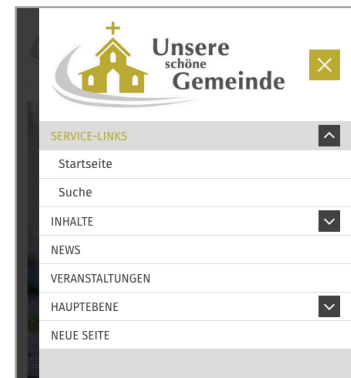 Unsere
schöne
Gemeinde
SERVICE-LINKS
Startseite
Suche
INHALTE
NEWS
VERANSTALTUNGEN
HAUPTEBENE
NEUE SEITE